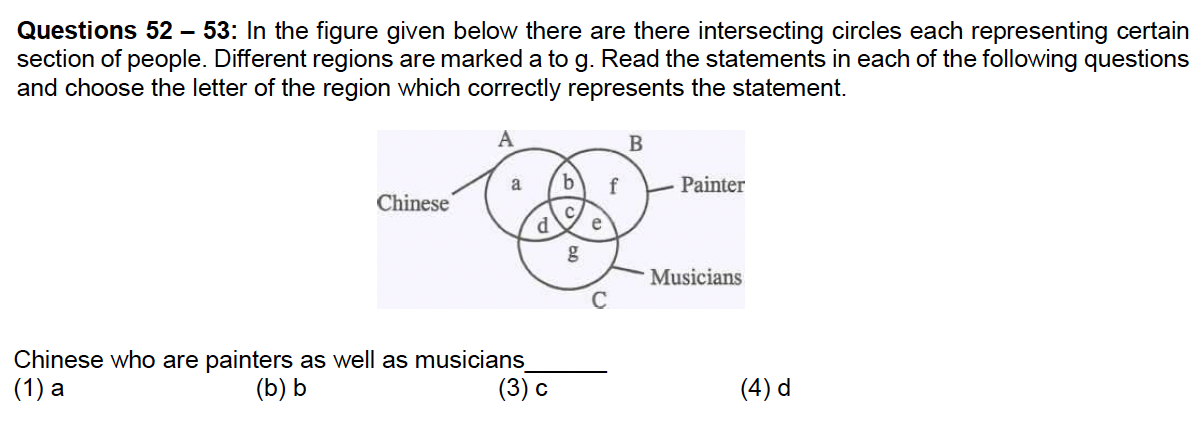 Questions 52 – 53: In the figure given below there are there intersecting circles each representing certain
section of people. Different regions are marked a to g. Read the statements in each of the following questions
and choose the letter of the region which correctly represents the statement.
A
B
a
b
f
Painter
Chinese
c
d
e
g
Musicians
C
Chinese who are painters as well as musicians______
(1) a (b) b (3) c (4) d